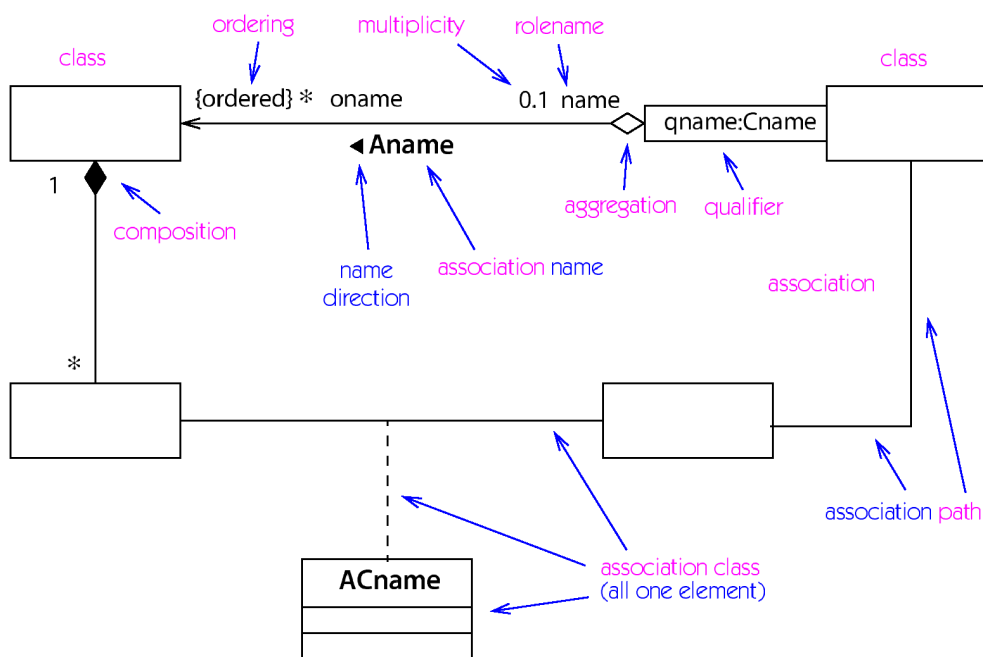 ordering
multiplicity
rolename
class
class
{ordered} * oname
0.1 name
qname:Cname
◄ Aname
1
aggregation
qualifier
composition
name
direction
association name
association
*
association path
association class
(all one element)
ACname